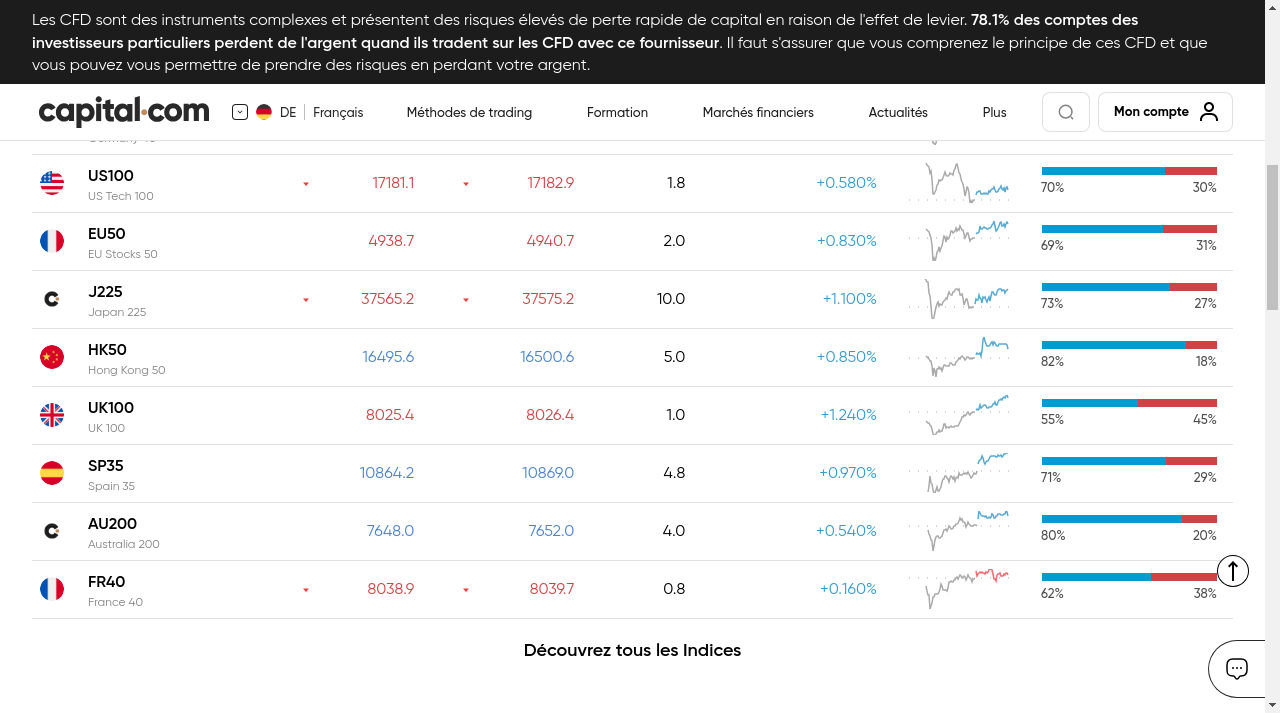 Les CFD sont des instruments complexes et présentent des risques élevés de perte rapide de capital en raison de l'effet de levier. 78.1% des comptes des
investisseurs particuliers perdent de l'argent quand ils tradent sur les CFD avec ce fournisseur. Il faut s'assurer que vous comprenez le principe de ces CFD et que
vous pouvez vous permettre de prendre des risques en perdant votre argent.
capital.com DE Français Méthodes de trading Formation Marchés financiers Actualités Plus Mon compte
US100 17181.1 17182.9 1.8 +0.580% 70% 30%
US Tech 100
EU50 4938.7 4940.7 2.0 +0.830% 69% 31%
EU Stocks 50
J225 37565.2 37575.2 10.0 +1.100% 73% 27%
Japan 225
HK50 16495.6 16500.6 5.0 +0.850% 82% 18%
Hong Kong 50
UK100 8025.4 8026.4 1.0 +1.240% 55% 45%
UK 100
SP35 10864.2 10869.0 4.8 +0.970% 71% 29%
Spain 35
AU200 7648.0 7652.0 4.0 +0.540% 80% 20%
Australia 200
FR40 8038.9 8039.7 0.8 +0.160% 62% 38%
France 40
Découvrez tous les Indices